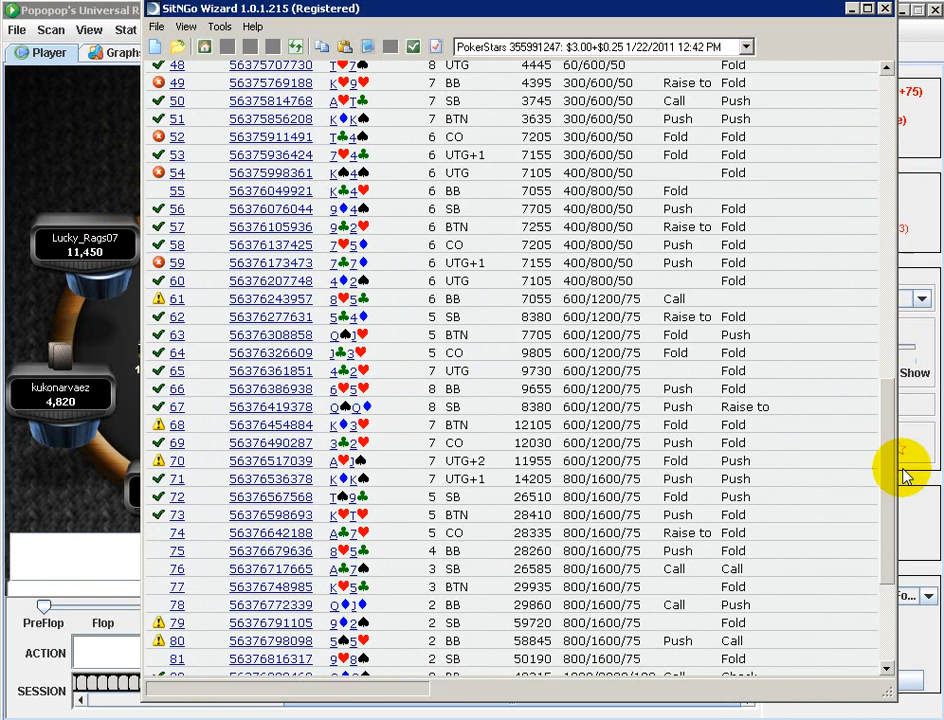 Popopop's Universal R
SitNGo Wizard 1.0.1.215 (Registered)
File Scan View Stat
File View Tools Help
Player
Graphs
PokerStars 355991247: $3.00+$0.25 1/22/2011 12:42 PM
+75)
48 56375707730 T♥7♠ 8 UTG 4445 60/600/50 Fold
49 56375769188 K♥9♥ 7 BB 4395 300/600/50 Raise to Fold
50 56375814768 A♥T♣ 7 SB 3745 300/600/50 Call Push
51 56375856208 K♦K♠ 7 BTN 3635 300/600/50 Push Push
52 56375911491 T♣4♠ 6 CO 7205 300/600/50 Fold Fold
53 56375936424 7♥4♣ 6 UTG+1 7155 300/600/50 Fold Fold
54 56375998361 K♠4♠ 6 UTG 7105 400/800/50 Fold
55 56376049921 K♣4♥ 6 BB 7055 400/800/50 Fold
56 56376076044 9♦4♠ 6 SB 7705 400/800/50 Push Fold
57 56376105936 9♣2♥ 6 BTN 7255 400/800/50 Raise to Fold
58 56376137425 7♥5♦ 6 CO 7205 400/800/50 Push Fold
59 56376173473 7♣7♦ 6 UTG+1 7155 400/800/50 Push Fold
60 56376207748 4♦2♠ 6 UTG 7105 400/800/50 Fold
61 56376243957 8♥5♣ 6 BB 7055 600/1200/75 Call
62 56376277631 5♣4♦ 5 SB 8380 600/1200/75 Raise to Fold
63 56376308858 Q♠J♥ 5 BTN 7705 600/1200/75 Fold Push
64 56376326609 J♣3♥ 5 CO 9805 600/1200/75 Fold Fold
65 56376361851 4♣2♥ 7 UTG 9730 600/1200/75 Fold
66 56376386938 6♥5♥ 8 BB 9655 600/1200/75 Push Fold
67 56376419378 Q♠Q♦ 8 SB 8380 600/1200/75 Push Raise to
68 56376454884 K♦3♥ 7 BTN 12105 600/1200/75 Fold Fold
69 56376490287 3♣2♥ 7 CO 12030 600/1200/75 Push Fold
70 56376517039 A♥J♠ 7 UTG+2 11955 600/1200/75 Fold Push
71 56376536378 K♥K♠ 7 UTG+1 14205 800/1600/75 Push Push
72 56376567568 T♠9♣ 5 SB 26510 800/1600/75 Fold Push
73 56376598693 K♥T♥ 5 BTN 28410 800/1600/75 Push Push
74 56376642188 A♣7♥ 5 CO 28335 800/1600/75 Raise to Fold
75 56376679636 8♥5♣ 4 BB 28260 800/1600/75 Push Fold
76 56376717665 A♣7♠ 3 SB 26585 800/1600/75 Call Call
77 56376748985 K♥5♣ 3 BTN 29935 800/1600/75 Fold
78 56376772339 Q♦J♦ 2 BB 29860 800/1600/75 Call Push
79 56376791105 9♦2♠ 2 SB 59720 800/1600/75 Fold
80 56376798098 5♠5♥ 2 BB 58845 800/1600/75 Push Call
81 56376816317 9♥8♠ 2 SB 50190 800/1600/75 Fold
Lucky_Rags07
11,450
kukonarvaez
4,820
Show
Fo...
PreFlop Flop
ACTION
SESSION